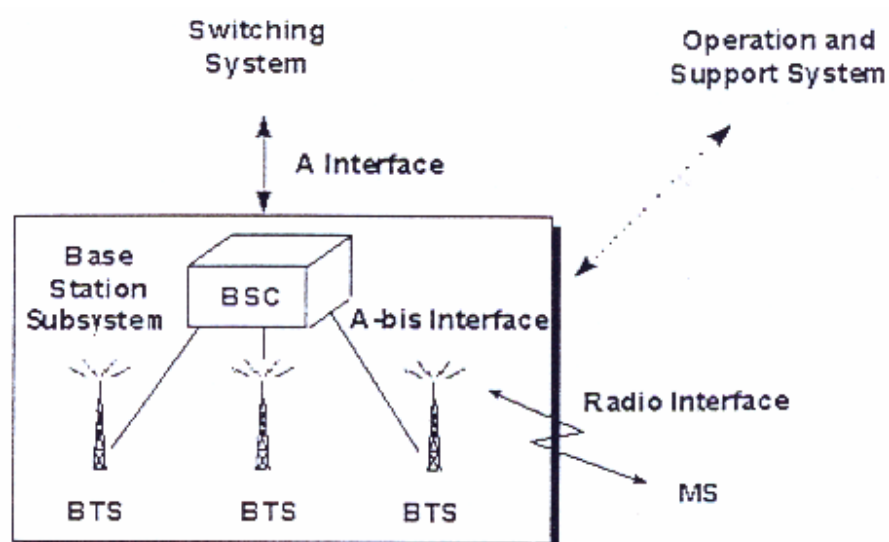 Switching
System
Operation and
Support System
A Interface
Base
Station
Subsystem
BSC
A-bis Interface
Radio Interface
MS
BTS
BTS
BTS